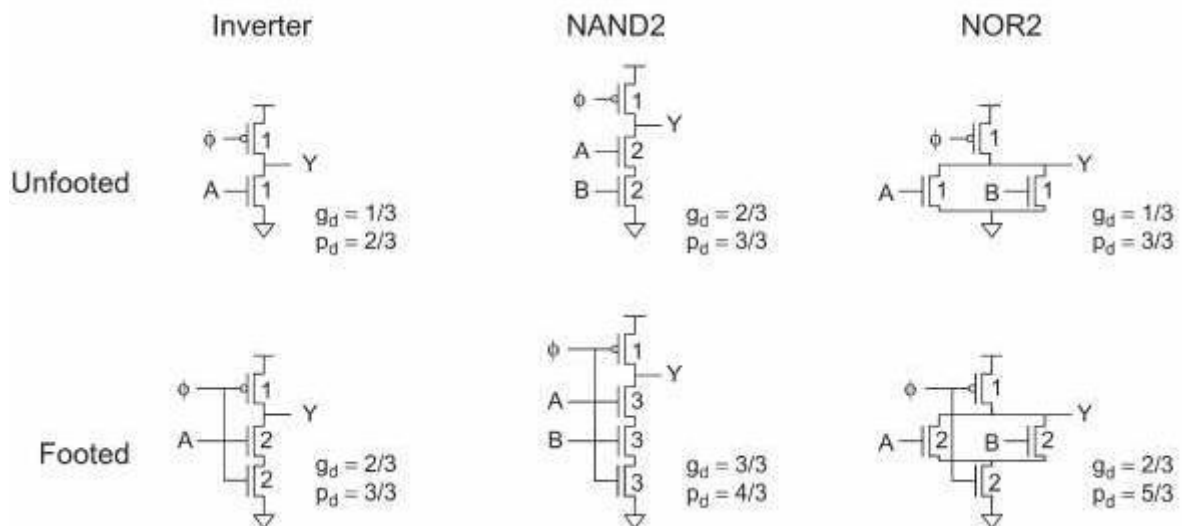 Inverter NAND2 NOR2
Unfooted
ϕ 1 Y
A 1
g_d = 1/3
p_d = 2/3
ϕ 1 Y
A 2
B 2
g_d = 2/3
p_d = 3/3
ϕ 1 Y
A 1 B 1
g_d = 1/3
p_d = 3/3
Footed
ϕ 1 Y
A 2
2
g_d = 2/3
p_d = 3/3
ϕ 1 Y
A 3
B 3
3
g_d = 3/3
p_d = 4/3
ϕ 1 Y
A 2 B 2
2
g_d = 2/3
p_d = 5/3